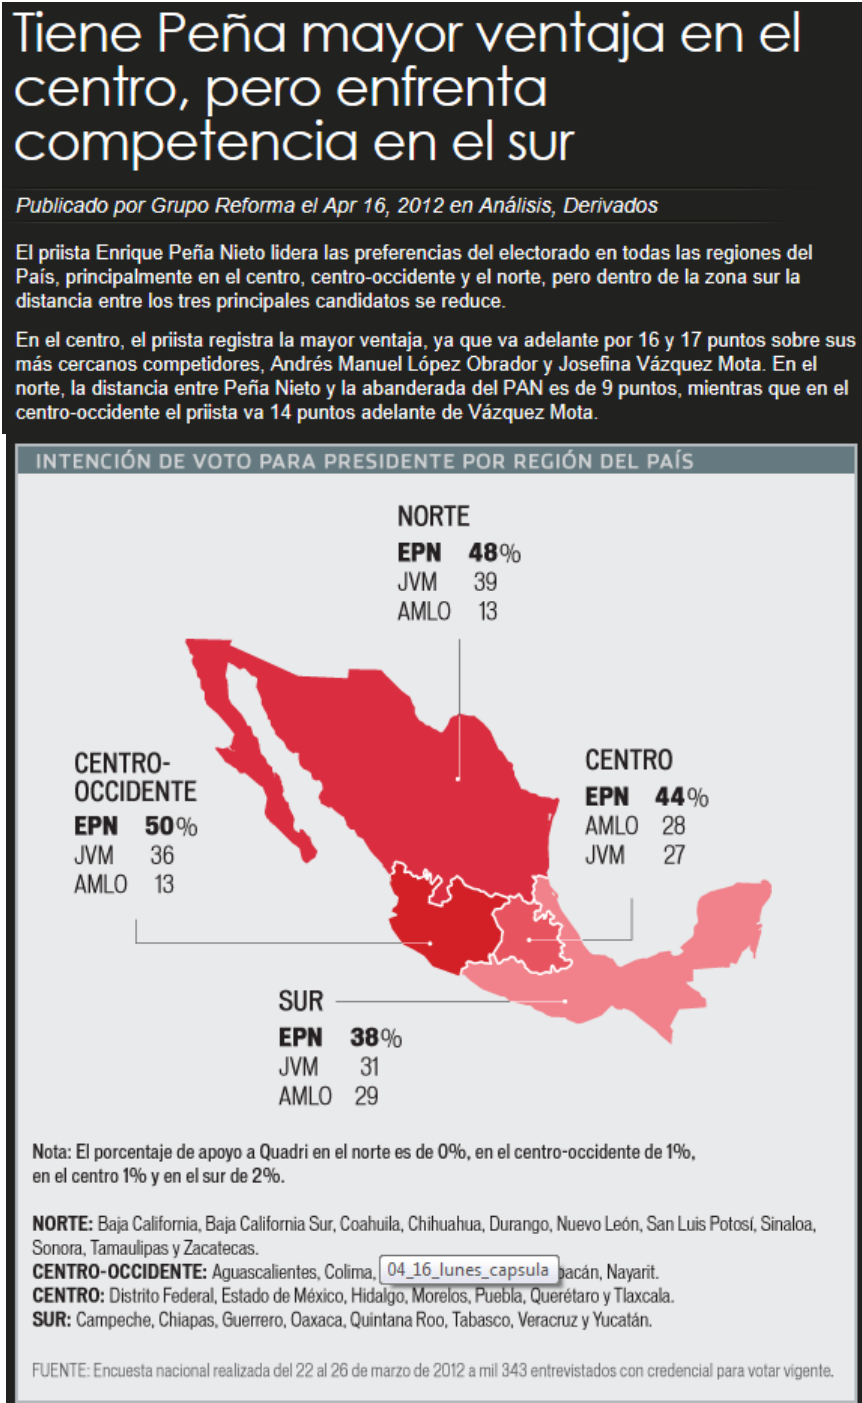 Tiene Peña mayor ventaja en el
centro, pero enfrenta
competencia en el sur
Publicado por Grupo Reforma el Apr 16, 2012 en Análisis, Derivados
El priista Enrique Peña Nieto lidera las preferencias del electorado en todas las regiones del
País, principalmente en el centro, centro-occidente y el norte, pero dentro de la zona sur la
distancia entre los tres principales candidatos se reduce.
En el centro, el priista registra la mayor ventaja, ya que va adelante por 16 y 17 puntos sobre sus
más cercanos competidores, Andrés Manuel López Obrador y Josefina Vázquez Mota. En el
norte, la distancia entre Peña Nieto y la abanderada del PAN es de 9 puntos, mientras que en el
centro-occidente el priista va 14 puntos adelante de Vázquez Mota.
INTENCIÓN DE VOTO PARA PRESIDENTE POR REGIÓN DEL PAÍS
NORTE
EPN 48%
JVM 39
AMLO 13
CENTRO-
OCCIDENTE
EPN 50%
JVM 36
AMLO 13
CENTRO
EPN 44%
AMLO 28
JVM 27
SUR
EPN 38%
JVM 31
AMLO 29
Nota: El porcentaje de apoyo a Quadri en el norte es de 0%, en el centro-occidente de 1%,
en el centro 1% y en el sur de 2%.
NORTE: Baja California, Baja California Sur, Coahuila, Chihuahua, Durango, Nuevo León, San Luis Potosí, Sinaloa,
Sonora, Tamaulipas y Zacatecas.
CENTRO-OCCIDENTE: Aguascalientes, Colima, 04_16_lunes_capsula Nayarit.
CENTRO: Distrito Federal, Estado de México, Hidalgo, Morelos, Puebla, Querétaro y Tlaxcala.
SUR: Campeche, Chiapas, Guerrero, Oaxaca, Quintana Roo, Tabasco, Veracruz y Yucatán.
FUENTE: Encuesta nacional realizada del 22 al 26 de marzo de 2012 a mil 343 entrevistados con credencial para votar vigente.